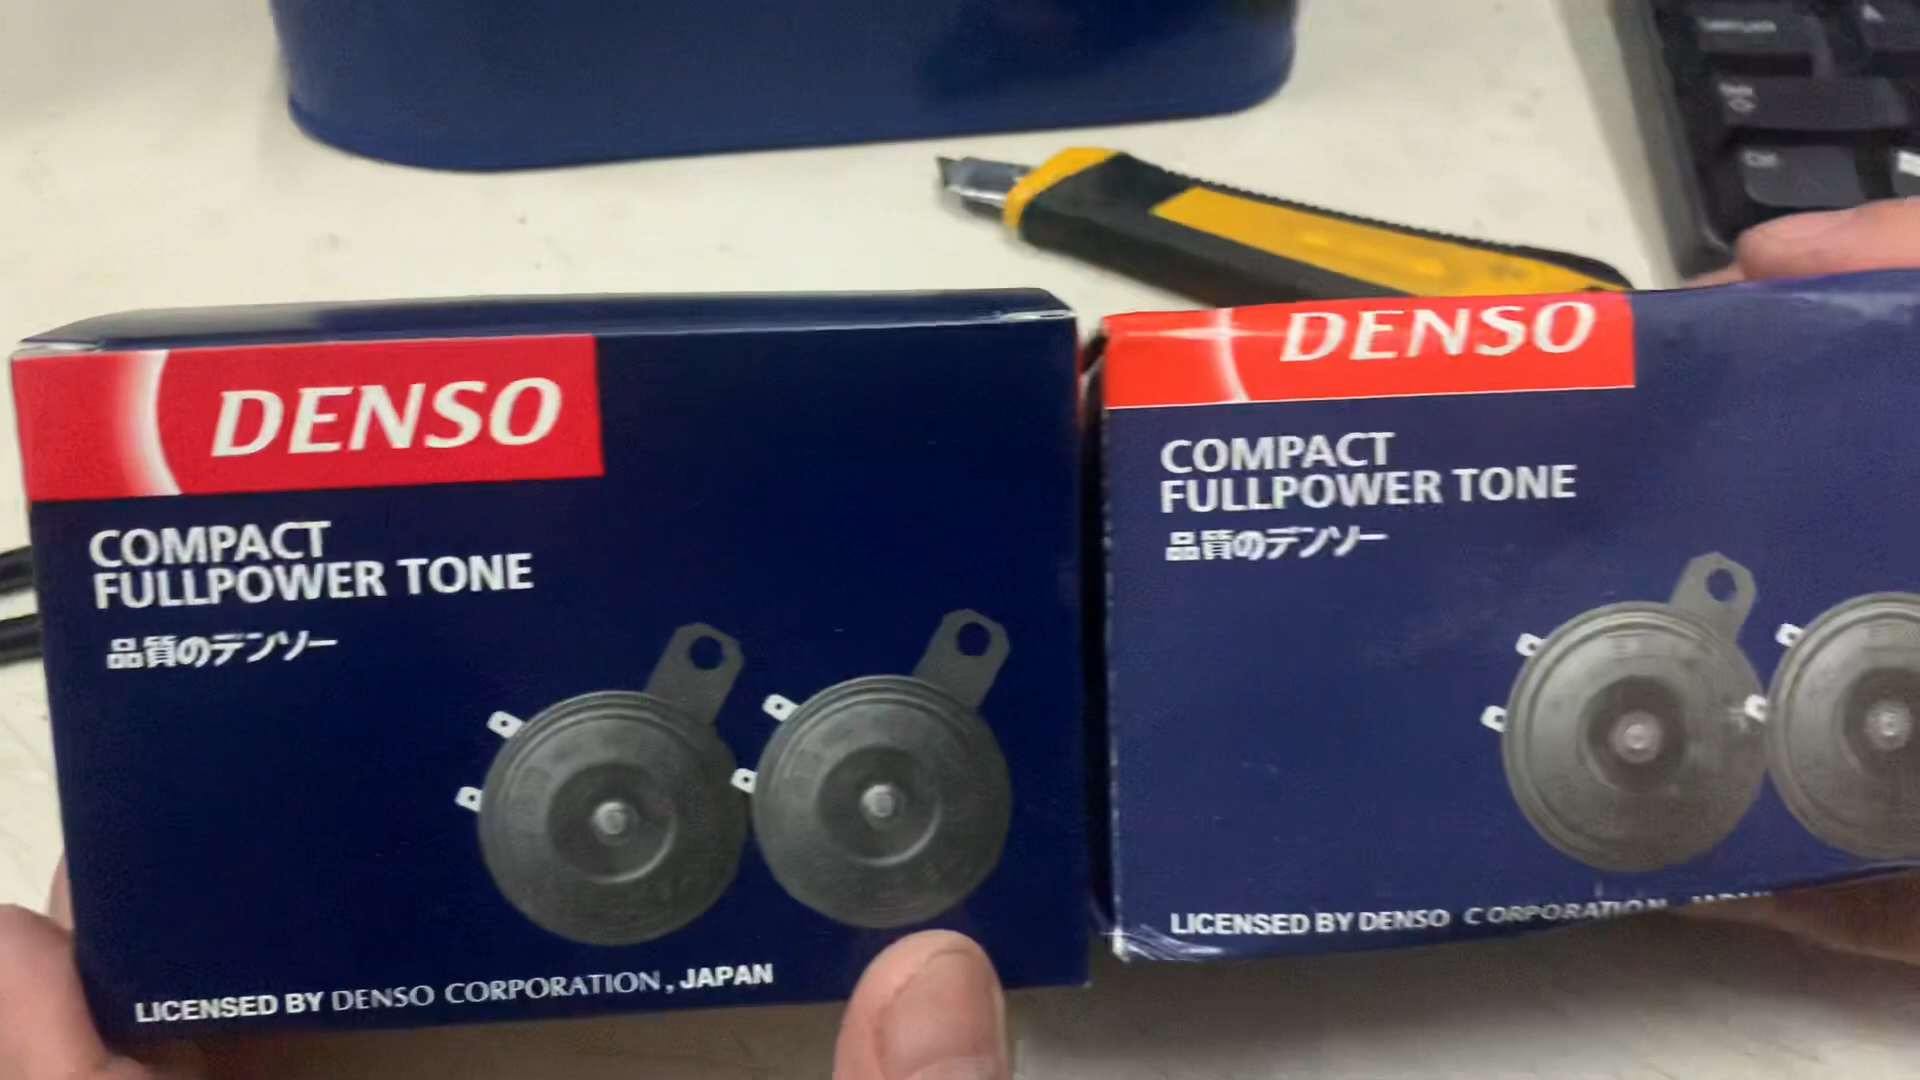 DENSO
COMPACT
FULLPOWER TONE
品質のデンソー
LICENSED BY DENSO CORPORATION, JAPAN
DENSO
COMPACT
FULLPOWER TONE
品質のデンソー
LICENSED BY DENSO CORPORATION
Ctrl